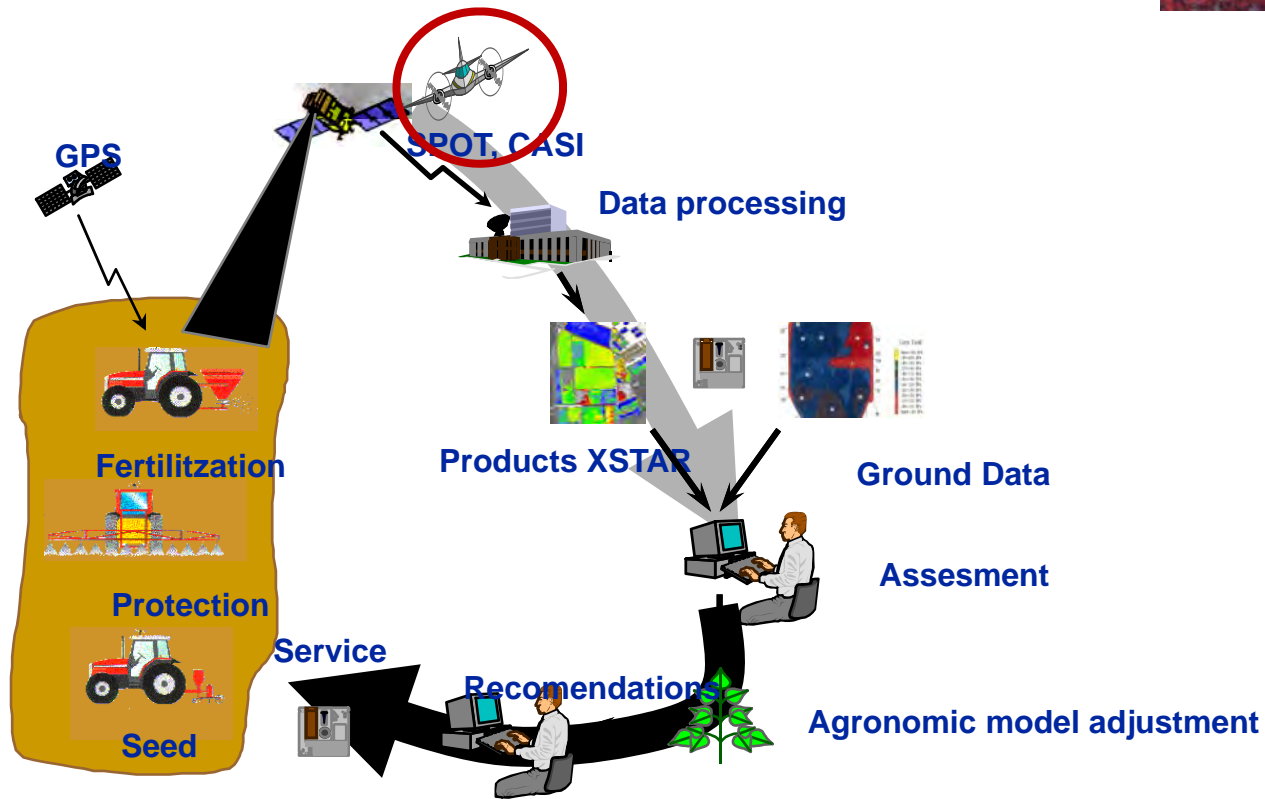 GPS
SPOT, CASI
Data processing
Fertilitzation
Products XSTAR
Ground Data
Protection
Assesment
Service
Recomendations
Seed
Agronomic model adjustment